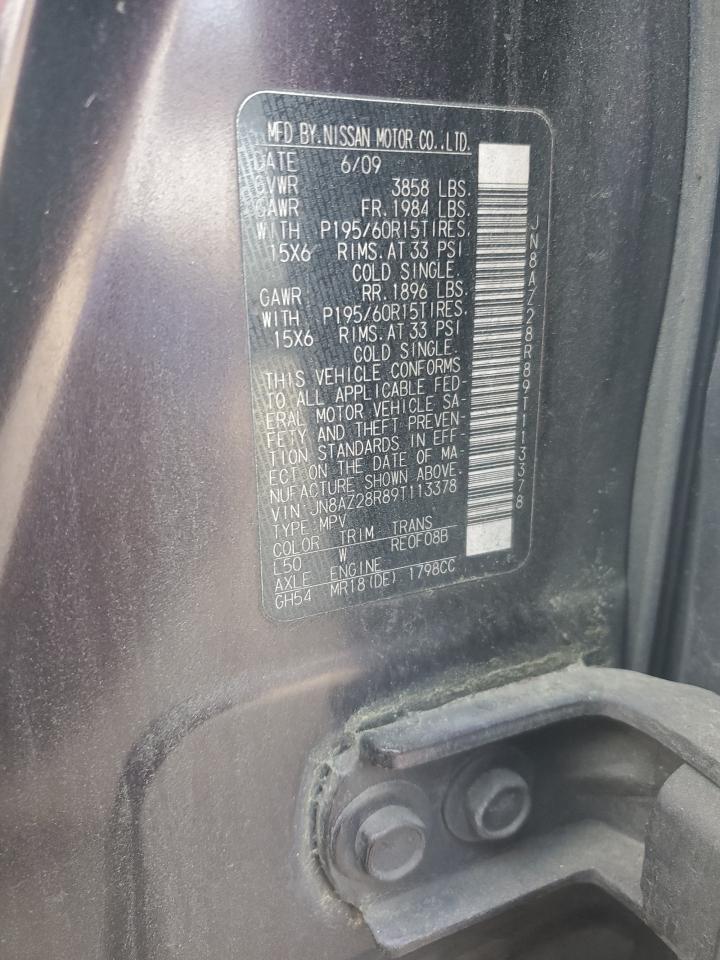 MFD BY.NISSAN MOTOR CO.,LTD.
DATE 6/09
GVWR 3858 LBS.
GAWR FR.1984 LBS.
WITH P195/60R15TIRES.
15X6 RIMS.AT 33 PSI
COLD SINGLE.
GAWR RR.1896 LBS.
WITH P195/60R15TIRES.
15X6 RIMS.AT 33 PSI
COLD SINGLE.
THIS VEHICLE CONFORMS
TO ALL APPLICABLE FED-
ERAL MOTOR VEHICLE SA-
FETY AND THEFT PREVEN-
TION STANDARDS IN EFF-
ECT ON THE DATE OF MA-
NUFACTURE SHOWN ABOVE.
VIN JN8AZ28R89T113378
TYPE MPV
COLOR TRIM TRANS
L50 W RE0F08B
AXLE ENGINE
GH54 MR18(DE) 1798CC
JN8AZ28R89T113378